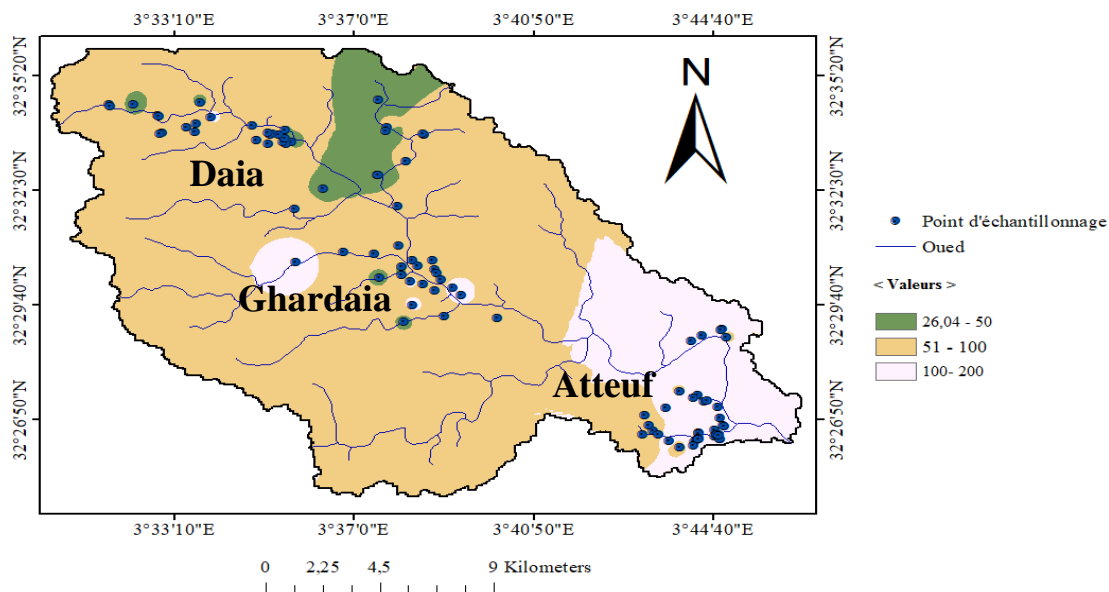 3°33'10"E 3°37'0"E 3°40'50"E 3°44'40"E
32°35'20"N 32°35'20"N
N
Daia
32°32'30"N 32°32'30"N
Point d'échantillonnage
Oued
< Valeurs >
Ghardaia
32°29'40"N 32°29'40"N
26,04 - 50
51 - 100
100- 200
Atteuf
32°26'50"N 32°26'50"N
3°33'10"E 3°37'0"E 3°40'50"E 3°44'40"E
0 2,25 4,5 9 Kilometers